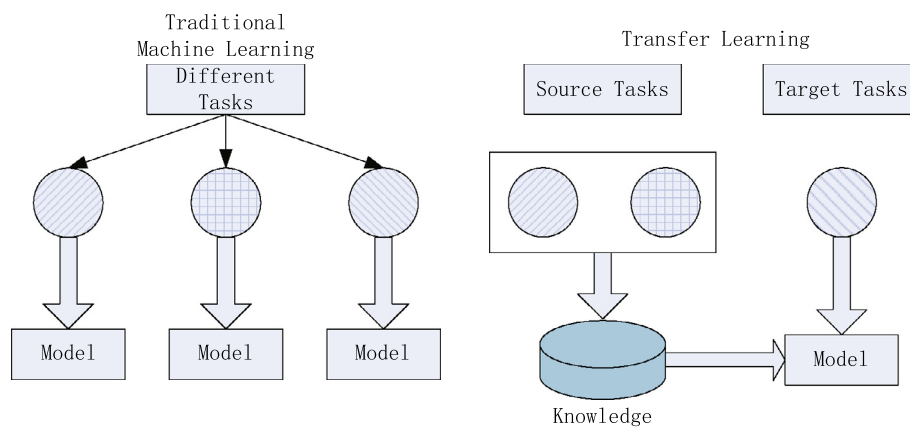 Traditional
Machine Learning
Different
Tasks
Model
Model
Model
Transfer Learning
Source Tasks
Target Tasks
Knowledge
Model